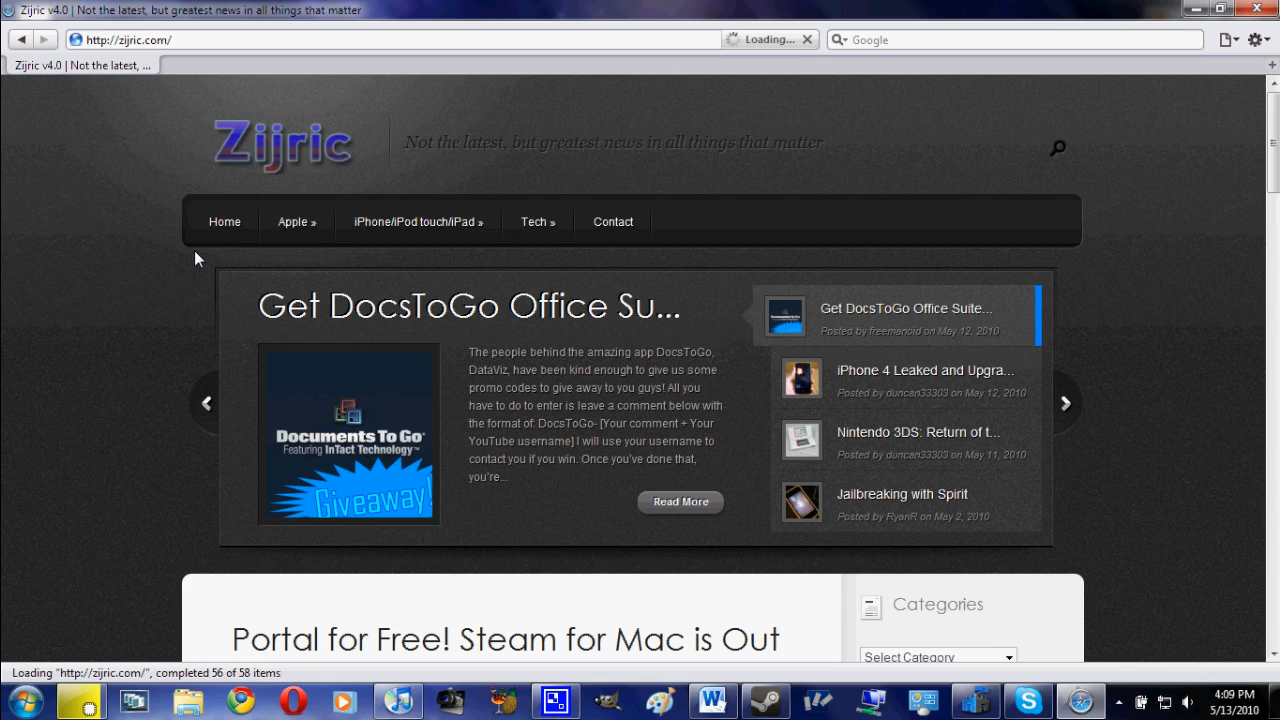 Zijric v4.0 | Not the latest, but greatest news in all things that matter
http://zijric.com/
Loading...
Google
Zijric v4.0 | Not the latest, ...
Zijric
Not the latest, but greatest news in all things that matter
Home
Apple »
iPhone/iPod touch/iPad »
Tech »
Contact
Get DocsToGo Office Su...
Documents To Go®
Featuring InTact Technology™
Giveaway!
The people behind the amazing app DocsToGo,
DataViz, have been kind enough to give us some
promo codes to give away to you guys! All you
have to do to enter is leave a comment below with
the format of: DocsToGo- [Your comment + Your
YouTube username] I will use your username to
contact you if you win. Once you've done that,
you're...
Read More
Get DocsToGo Office Suite...
Posted by freemanoid on May 12, 2010
iPhone 4 Leaked and Upgra...
Posted by duncan33303 on May 12, 2010
Nintendo 3DS: Return of t...
Posted by duncan33303 on May 11, 2010
Jailbreaking with Spirit
Posted by RyanR on May 2, 2010
Portal for Free! Steam for Mac is Out
Categories
Select Category
Loading "http://zijric.com/", completed 56 of 58 items
4:09 PM
5/13/2010